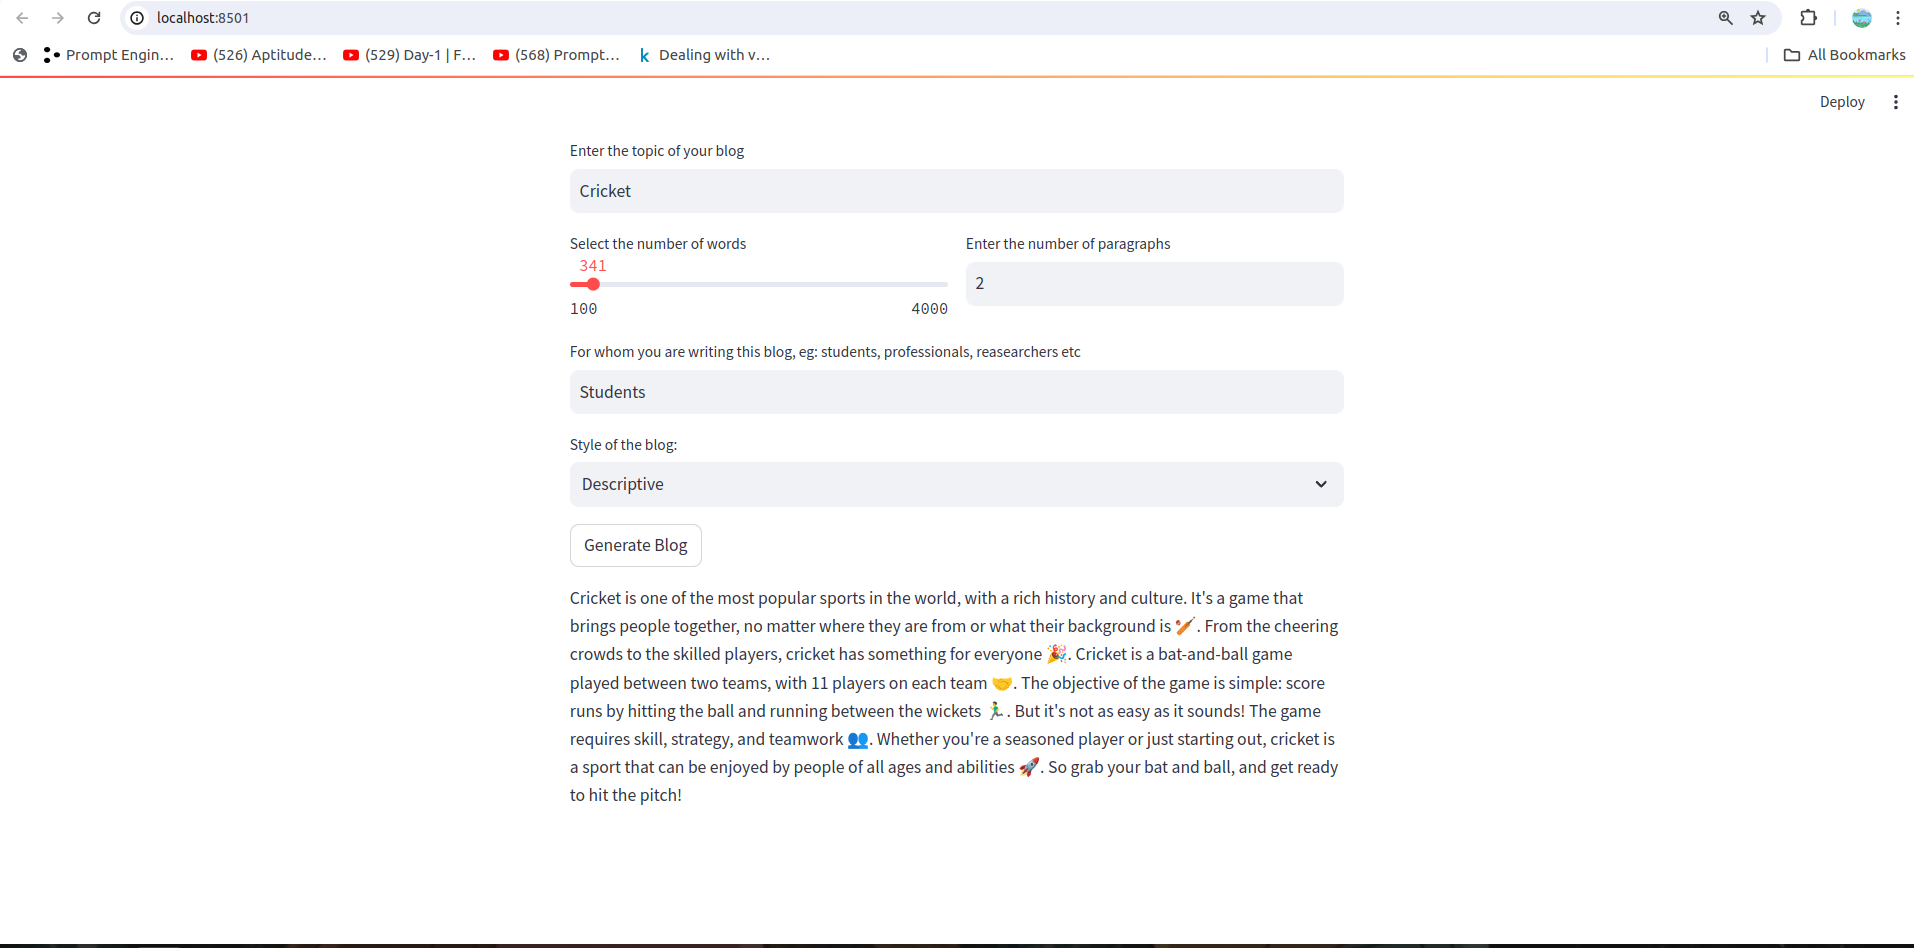 localhost:8501
Prompt Engin... (526) Aptitude... (529) Day-1 | F... (568) Prompt... k Dealing with v... All Bookmarks
Deploy
Enter the topic of your blog
Cricket
Select the number of words
341
100 4000
Enter the number of paragraphs
2
For whom you are writing this blog, eg: students, professionals, reasearchers etc
Students
Style of the blog:
Descriptive
Generate Blog
Cricket is one of the most popular sports in the world, with a rich history and culture. It's a game that
brings people together, no matter where they are from or what their background is 🏏. From the cheering
crowds to the skilled players, cricket has something for everyone 🎉. Cricket is a bat-and-ball game
played between two teams, with 11 players on each team 🤝. The objective of the game is simple: score
runs by hitting the ball and running between the wickets 🏃‍♂️. But it's not as easy as it sounds! The game
requires skill, strategy, and teamwork 👥. Whether you're a seasoned player or just starting out, cricket is
a sport that can be enjoyed by people of all ages and abilities 🚀. So grab your bat and ball, and get ready
to hit the pitch!